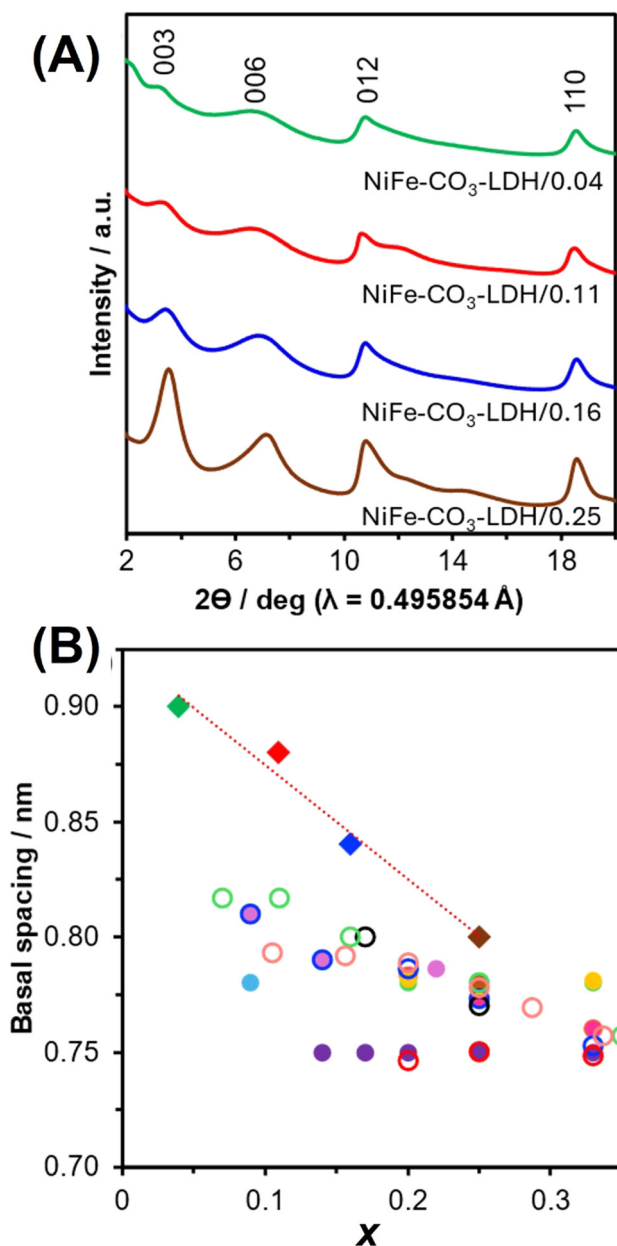 (A)
003
006
012
110
NiFe-CO₃-LDH/0.04
NiFe-CO₃-LDH/0.11
NiFe-CO₃-LDH/0.16
NiFe-CO₃-LDH/0.25
Intensity / a.u.
2 6 10 14 18
2Θ / deg (λ = 0.495854 Å)
(B)
0.90
0.85
0.80
0.75
0.70
Basal spacing / nm
0 0.1 0.2 0.3
x